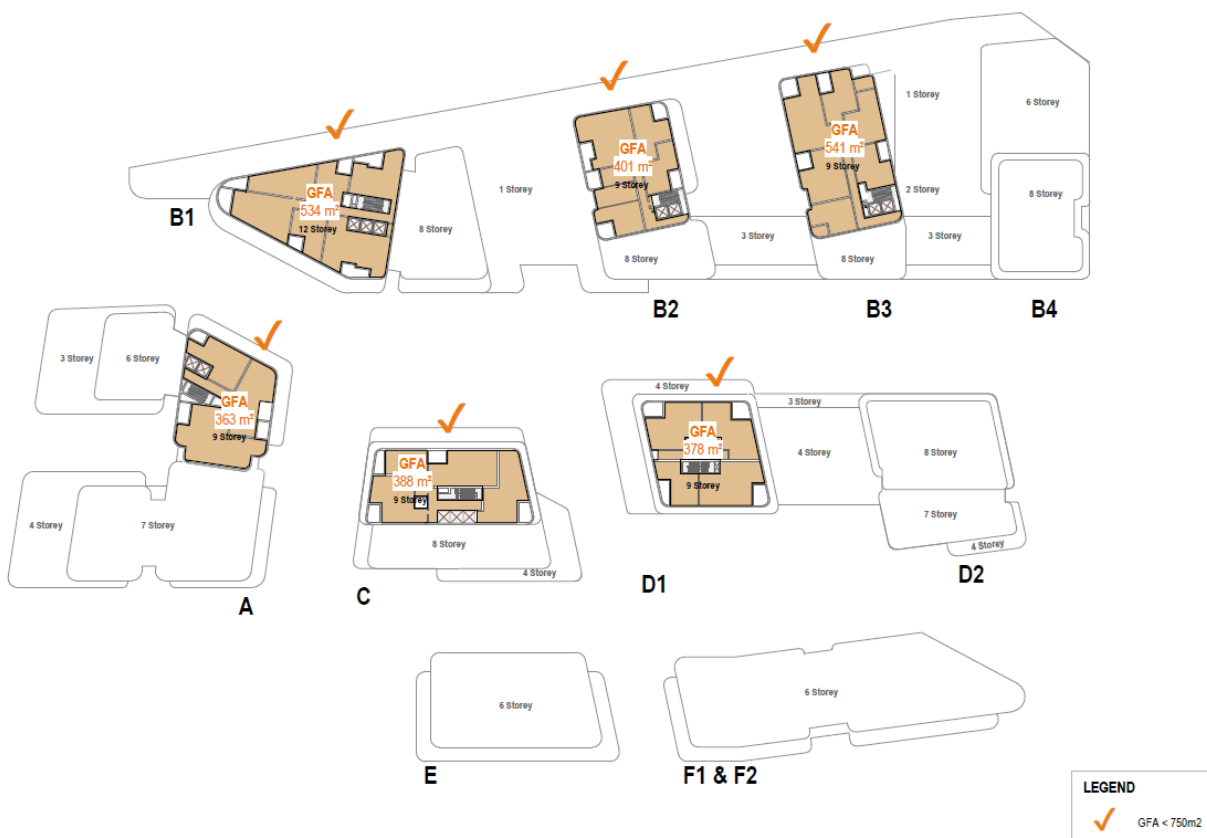 1 Storey
6 Storey
GFA
541 m²
9 Storey
GFA
401 m²
9 Storey
GFA
534 m²
12 Storey
1 Storey
2 Storey
8 Storey
B1
8 Storey
3 Storey
3 Storey
8 Storey
8 Storey
B2
B3
B4
3 Storey
6 Storey
GFA
363 m²
9 Storey
4 Storey
3 Storey
GFA
378 m²
9 Storey
4 Storey
8 Storey
GFA
388 m²
9 Storey
4 Storey
7 Storey
8 Storey
7 Storey
4 Storey
4 Storey
A
C
D1
D2
6 Storey
6 Storey
E
F1 & F2
LEGEND
GFA < 750m2